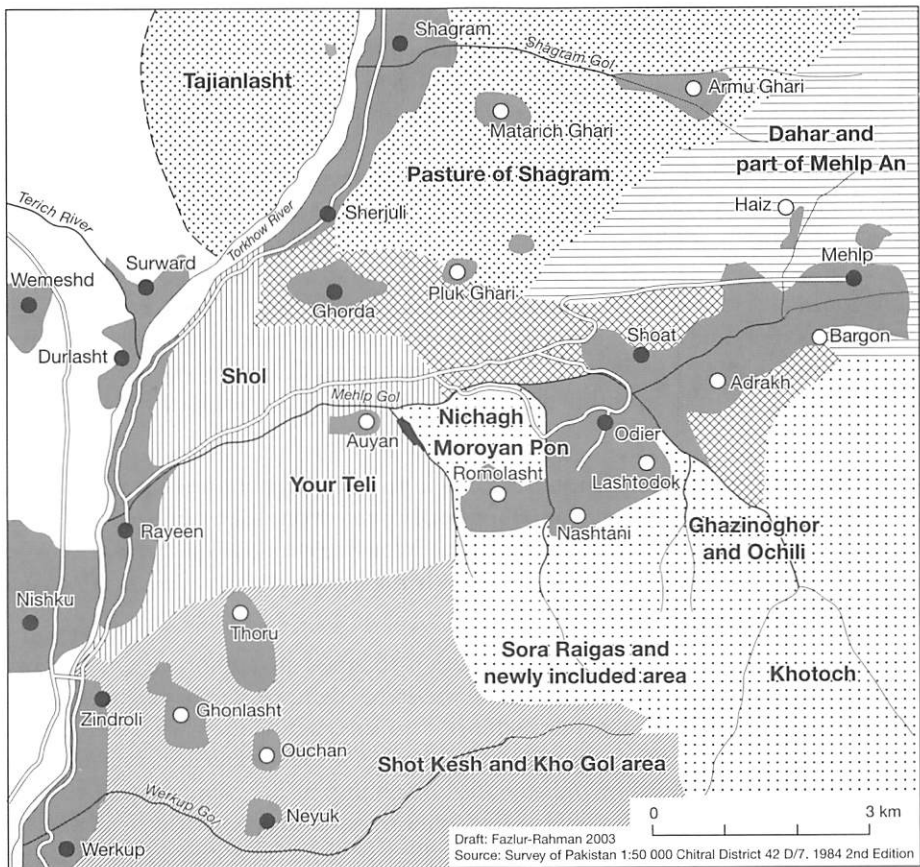 Shagram
Shagram Gol
Tajianlasht
Armu Ghari
Matarich Ghari
Dahar and
part of Mehlp An
Pasture of Shagram
Terich River
Torkhow River
Sherjuli
Haiz
Mehlp
Surward
Wemeshd
Ghorda
Pluk Ghari
Shoat
Bargon
Durlasht
Shol
Adrakh
Mehlp Gol
Nichagh
Moroyan Pon
Auyan
Odier
Your Teli
Romolasht
Lashtodok
Nashtani
Rayeen
Ghazinoghor
and Ochili
Nishku
Thoru
Sora Raigas and
newly included area
Khotoch
Zindroli
Ghonlasht
Ouchan
Shot Kesh and Kho Gol area
Werkup Gol
Neyuk
Werkup
0 3 km
Draft: Fazlur-Rahman 2003
Source: Survey of Pakistan 1:50 000 Chitral District 42 D/7. 1984 2nd Edition